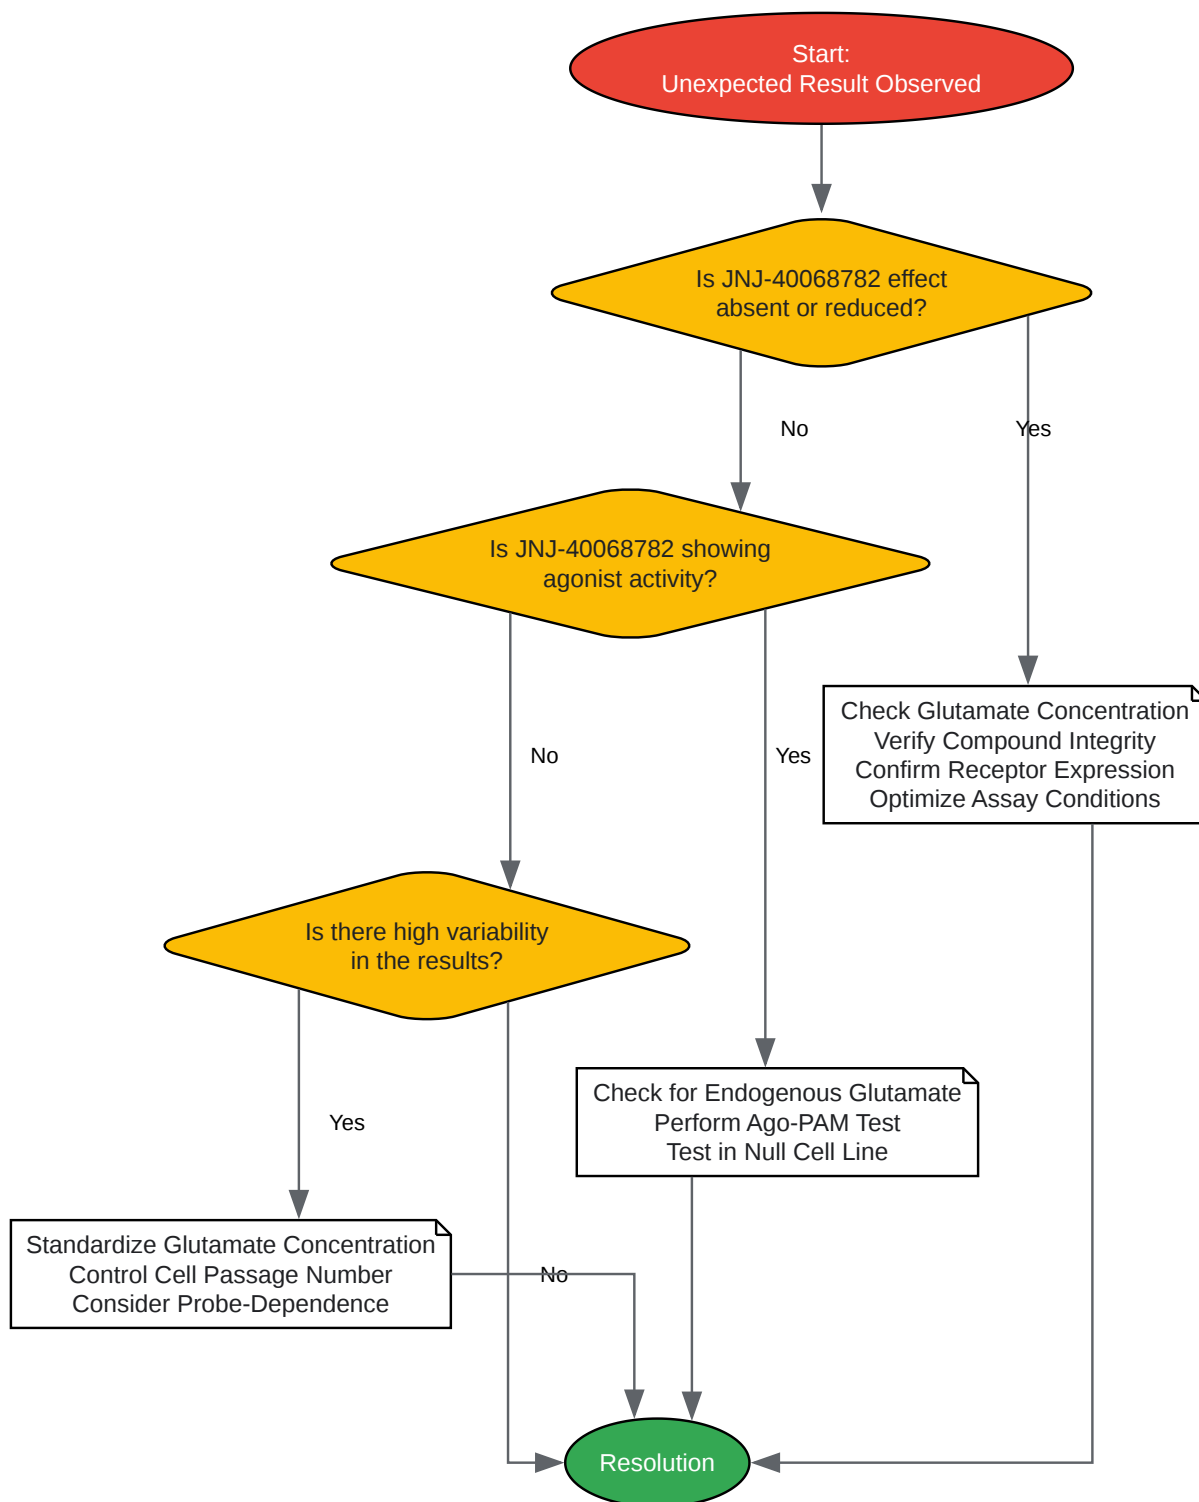 Start:
Unexpected Result Observed
Is JNJ-40068782 effect
absent or reduced?
No
Yes
Is JNJ-40068782 showing
agonist activity?
No
Yes
Check Glutamate Concentration
Verify Compound Integrity
Confirm Receptor Expression
Optimize Assay Conditions
Is there high variability
in the results?
Yes
Check for Endogenous Glutamate
Perform Ago-PAM Test
Test in Null Cell Line
Standardize Glutamate Concentration
Control Cell Passage Number
Consider Probe-Dependence
No
Resolution